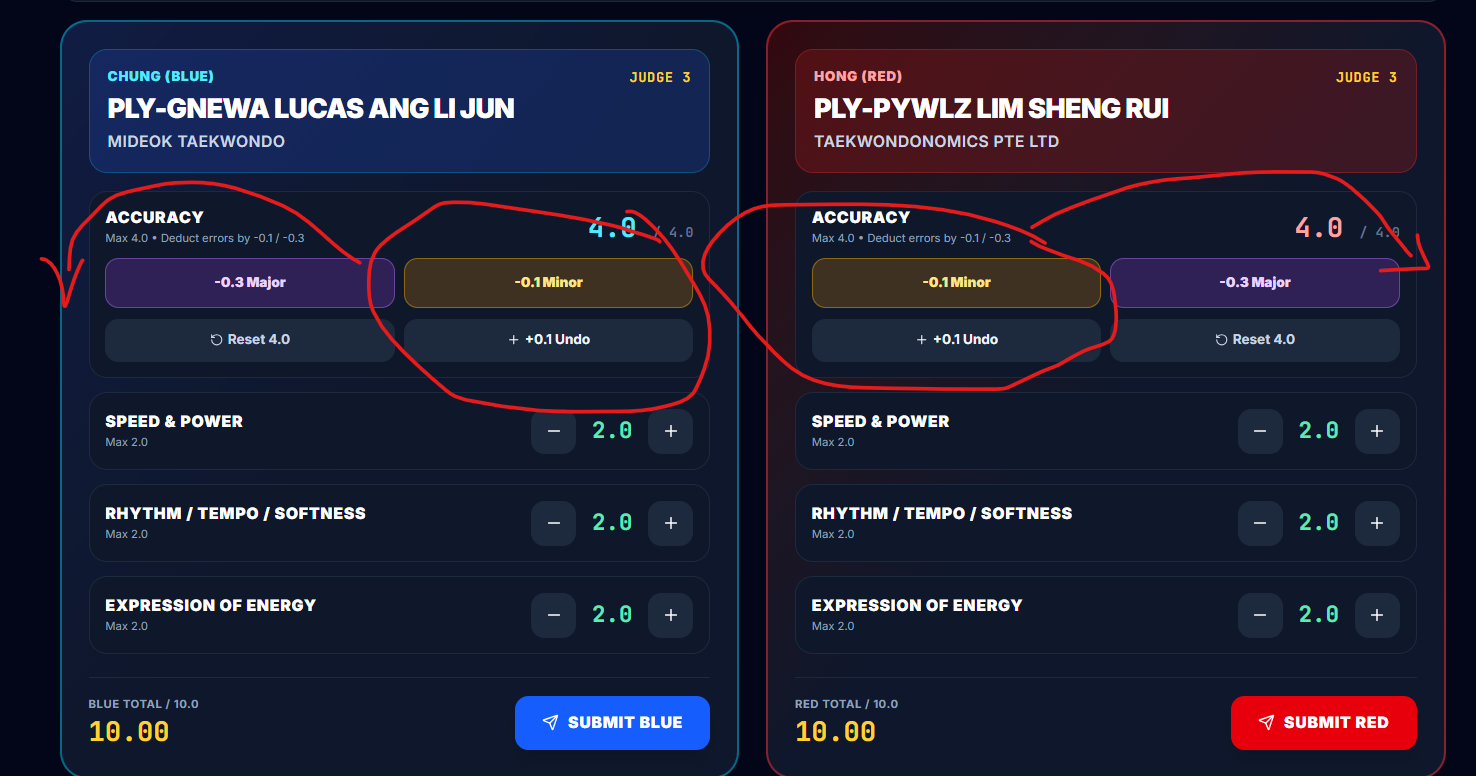 CHUNG (BLUE)
JUDGE 3
PLY-GNEWA LUCAS ANG LI JUN
MIDEOK TAEKWONDO
ACCURACY
Max 4.0 • Deduct errors by -0.1 / -0.3
4.0 / 4.0
-0.3 Major
-0.1 Minor
Reset 4.0
+ +0.1 Undo
SPEED & POWER
Max 2.0
− 2.0 +
RHYTHM / TEMPO / SOFTNESS
Max 2.0
− 2.0 +
EXPRESSION OF ENERGY
Max 2.0
− 2.0 +
BLUE TOTAL / 10.0
10.00
SUBMIT BLUE
HONG (RED)
JUDGE 3
PLY-PYWLZ LIM SHENG RUI
TAEKWONDONOMICS PTE LTD
ACCURACY
Max 4.0 • Deduct errors by -0.1 / -0.3
4.0 / 4.0
-0.1 Minor
-0.3 Major
+ +0.1 Undo
Reset 4.0
SPEED & POWER
Max 2.0
− 2.0 +
RHYTHM / TEMPO / SOFTNESS
Max 2.0
− 2.0 +
EXPRESSION OF ENERGY
Max 2.0
− 2.0 +
RED TOTAL / 10.0
10.00
SUBMIT RED